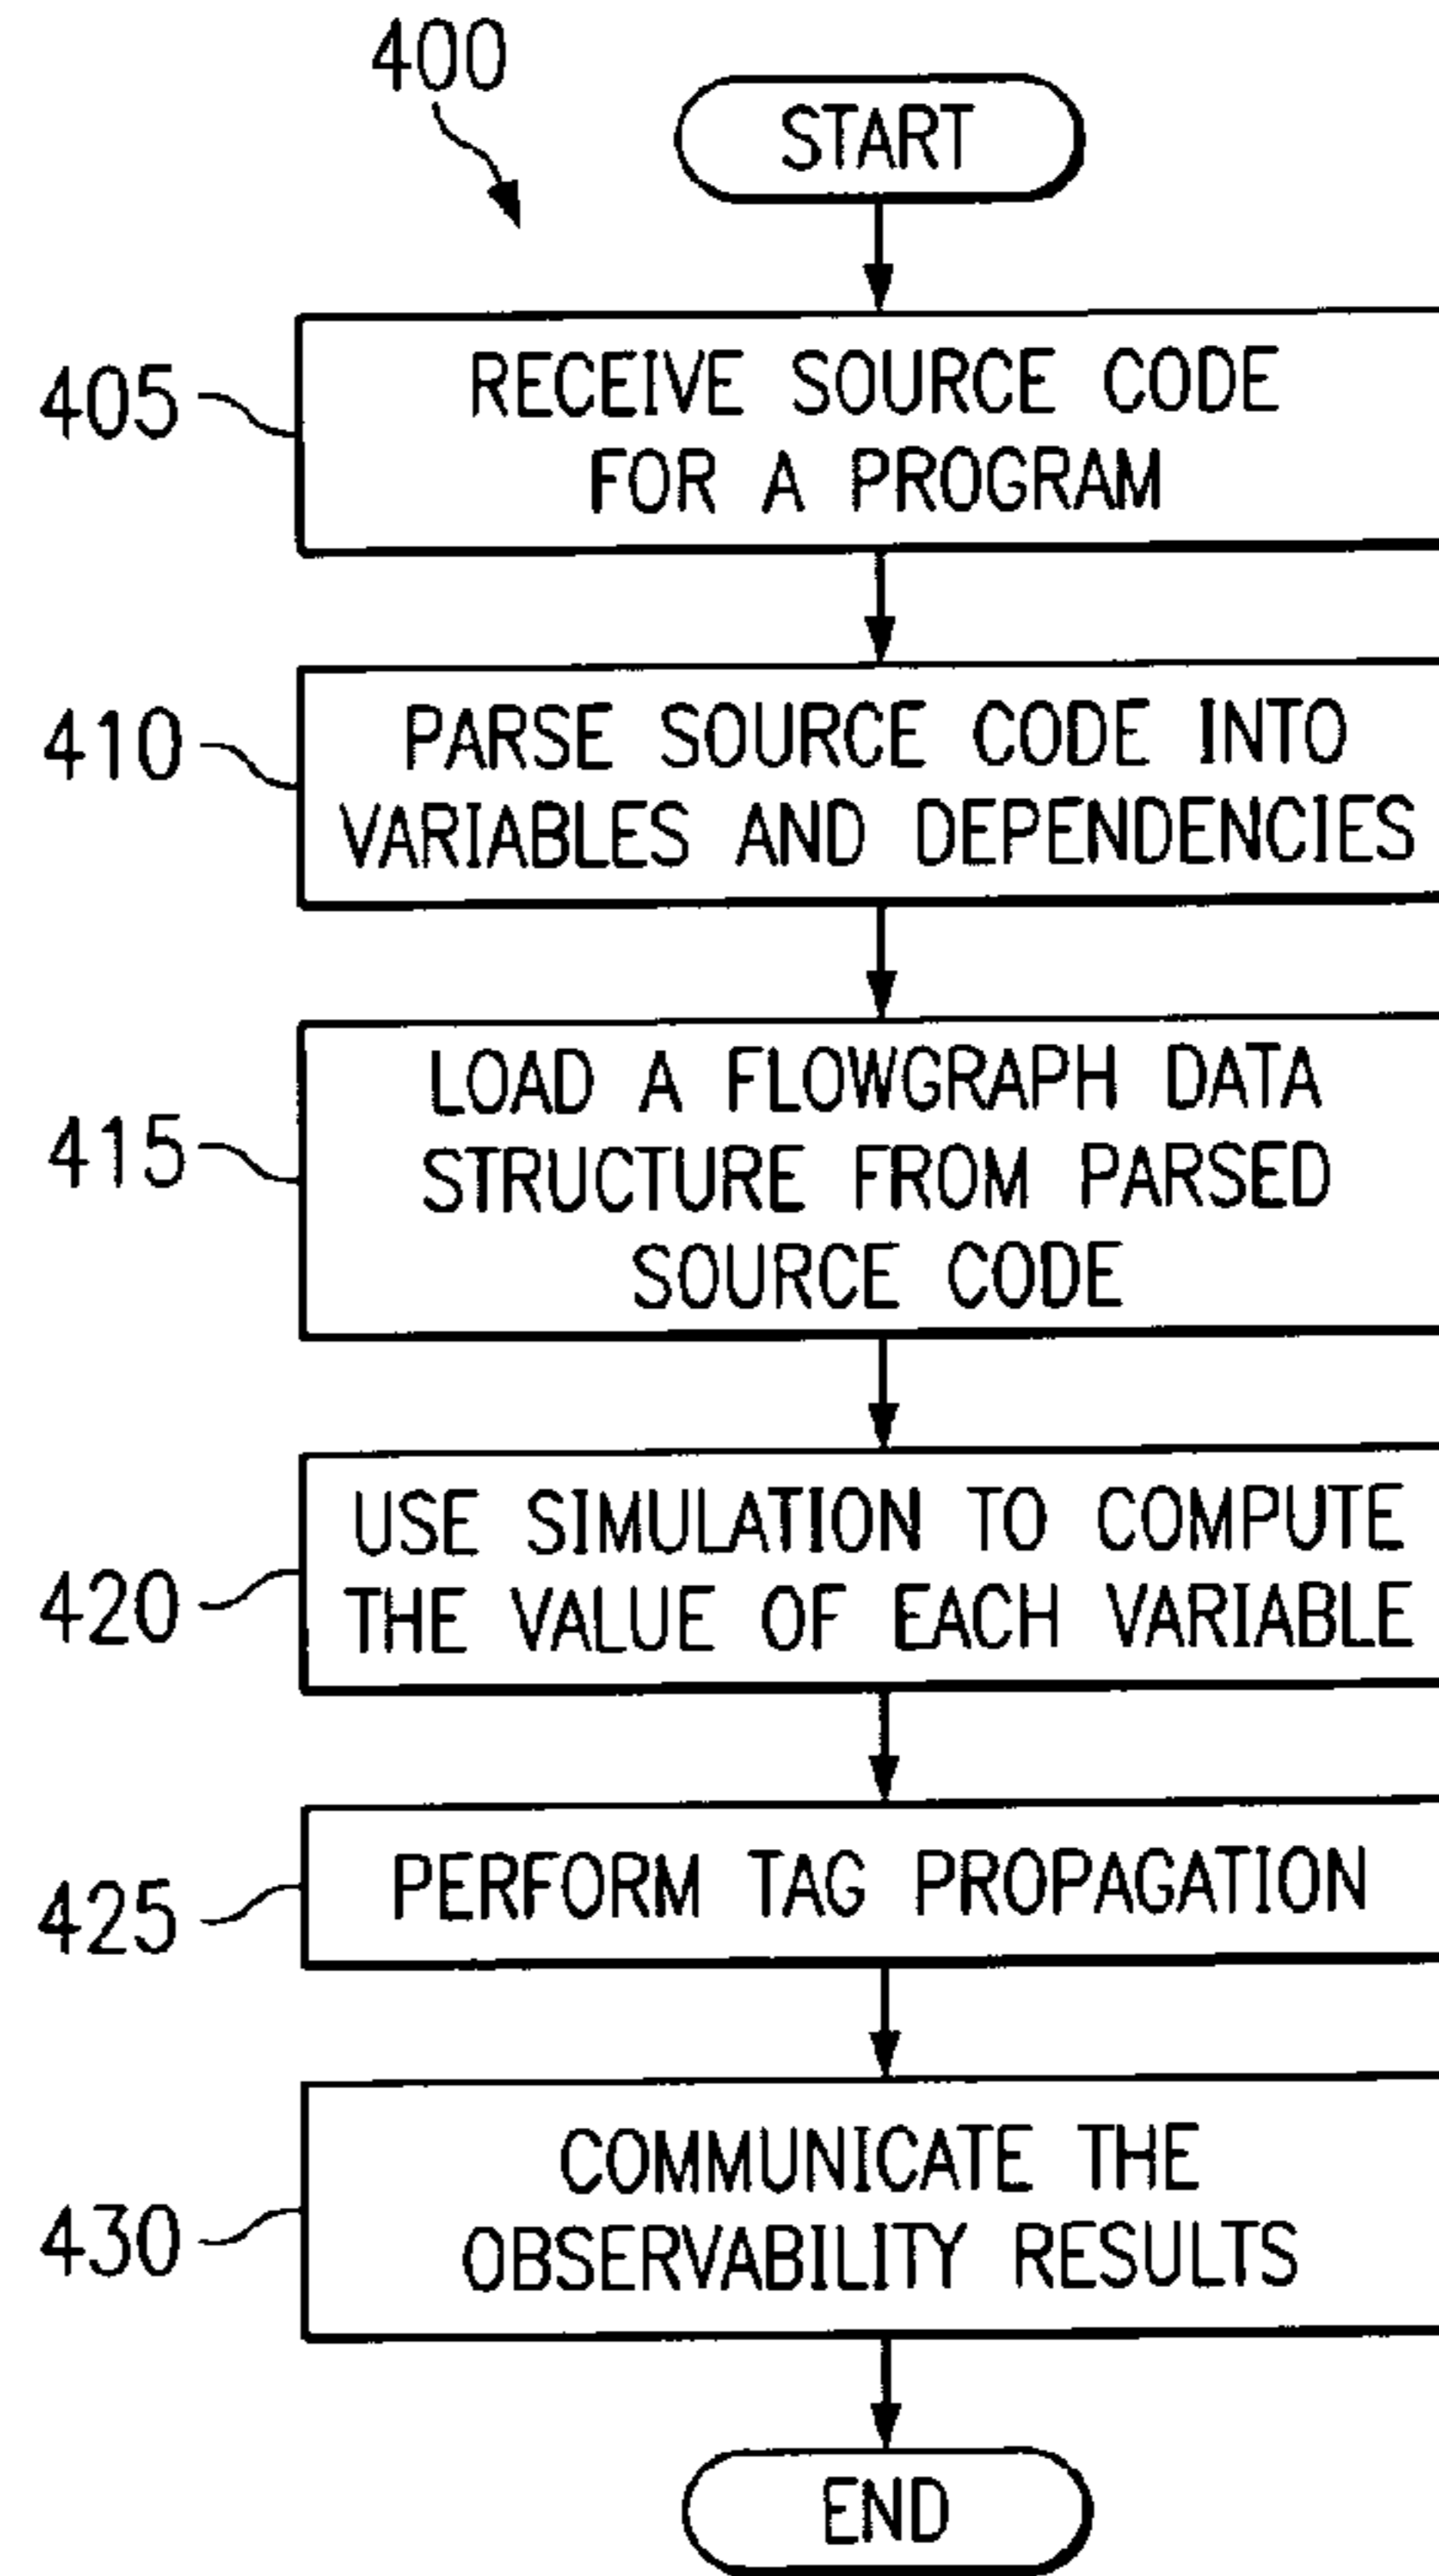 400
START
405
RECEIVE SOURCE CODE
FOR A PROGRAM
410
PARSE SOURCE CODE INTO
VARIABLES AND DEPENDENCIES
415
LOAD A FLOWGRAPH DATA
STRUCTURE FROM PARSED
SOURCE CODE
420
USE SIMULATION TO COMPUTE
THE VALUE OF EACH VARIABLE
425
PERFORM TAG PROPAGATION
430
COMMUNICATE THE
OBSERVABILITY RESULTS
END